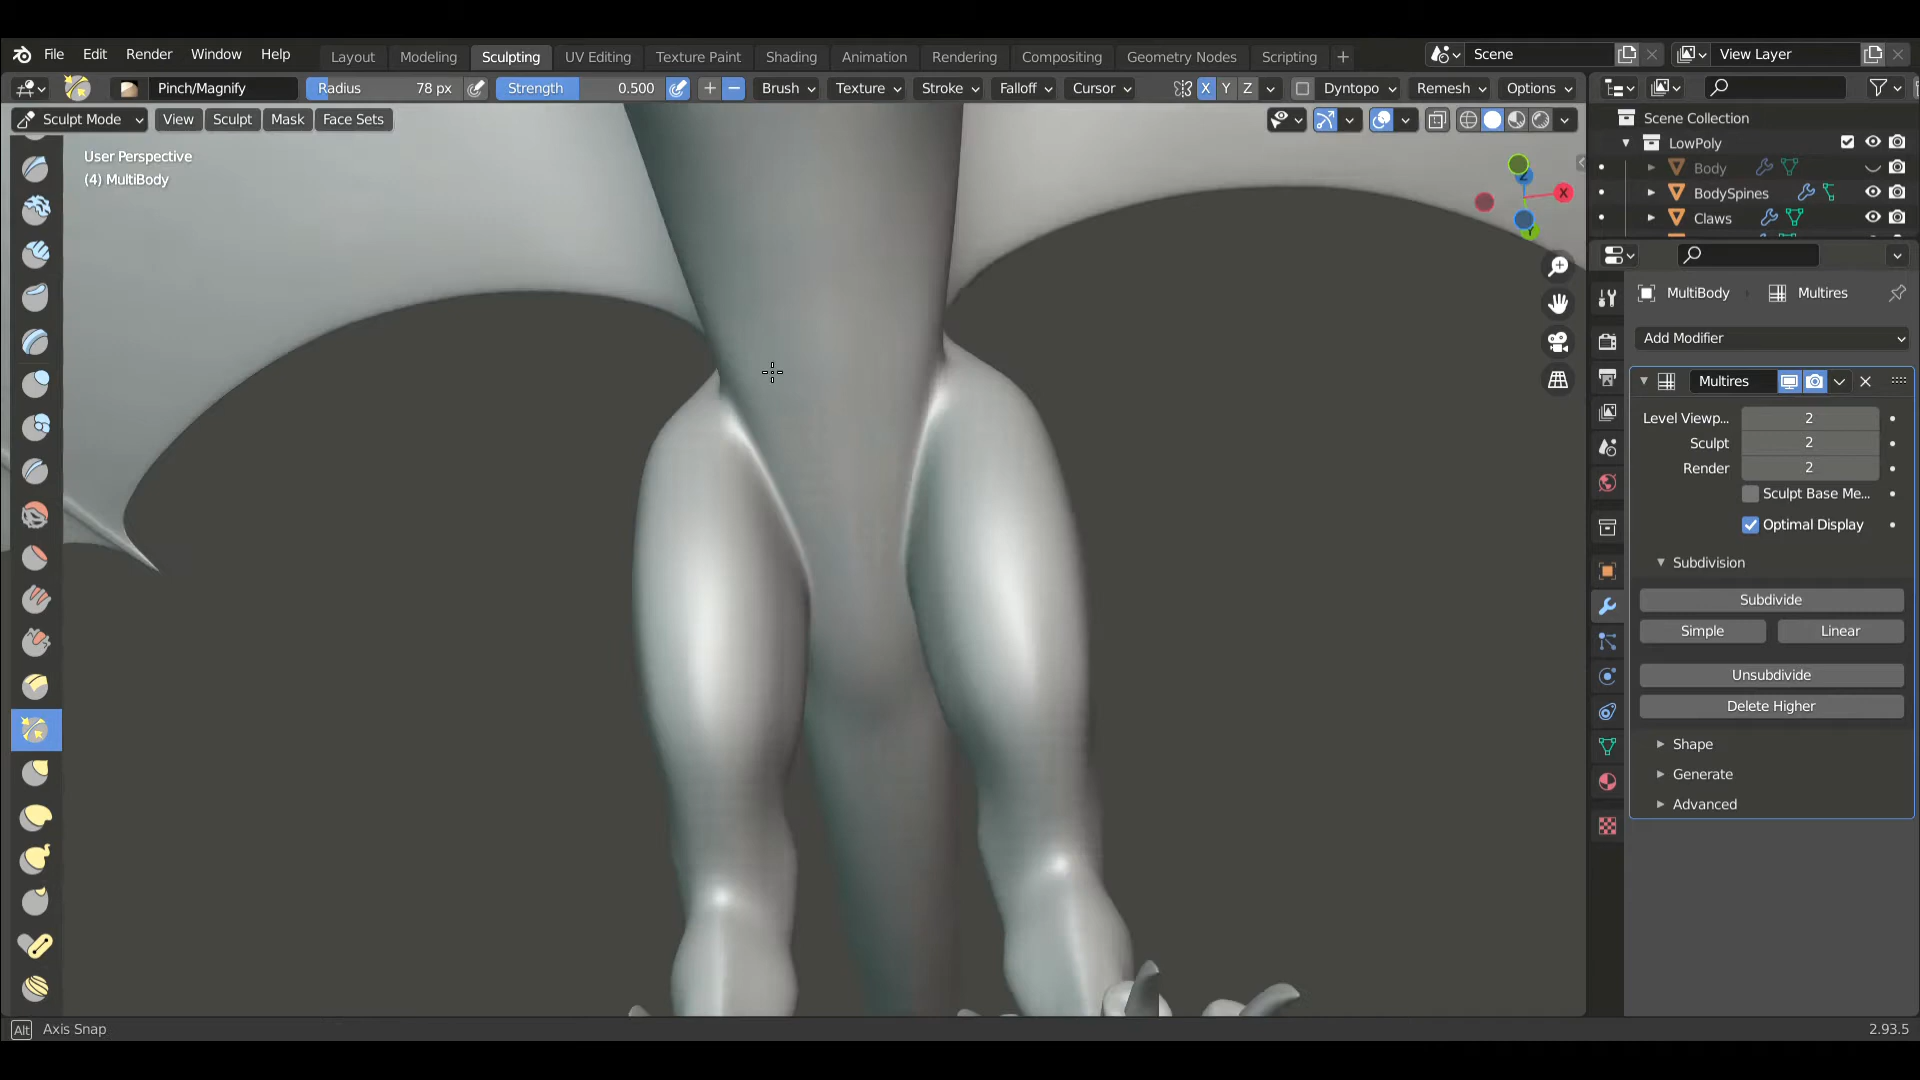 File Edit Render Window Help Layout Modeling Sculpting UV Editing Texture Paint Shading Animation Rendering Compositing Geometry Nodes Scripting + Scene View Layer
Pinch/Magnify Radius 78 px Strength 0.500 Brush Texture Stroke Falloff Cursor X Y Z Dyntopo Remesh Options
Sculpt Mode View Sculpt Mask Face Sets
Scene Collection
LowPoly
User Perspective
(4) MultiBody
Body
BodySpines
Claws
Z
X
Y
MultiBody Multires
Add Modifier
Multires
Level Viewp... 2
Sculpt 2
Render 2
Sculpt Base Me...
Optimal Display
Subdivision
Subdivide
Simple Linear
Unsubdivide
Delete Higher
Shape
Generate
Advanced
Alt Axis Snap
2.93.5